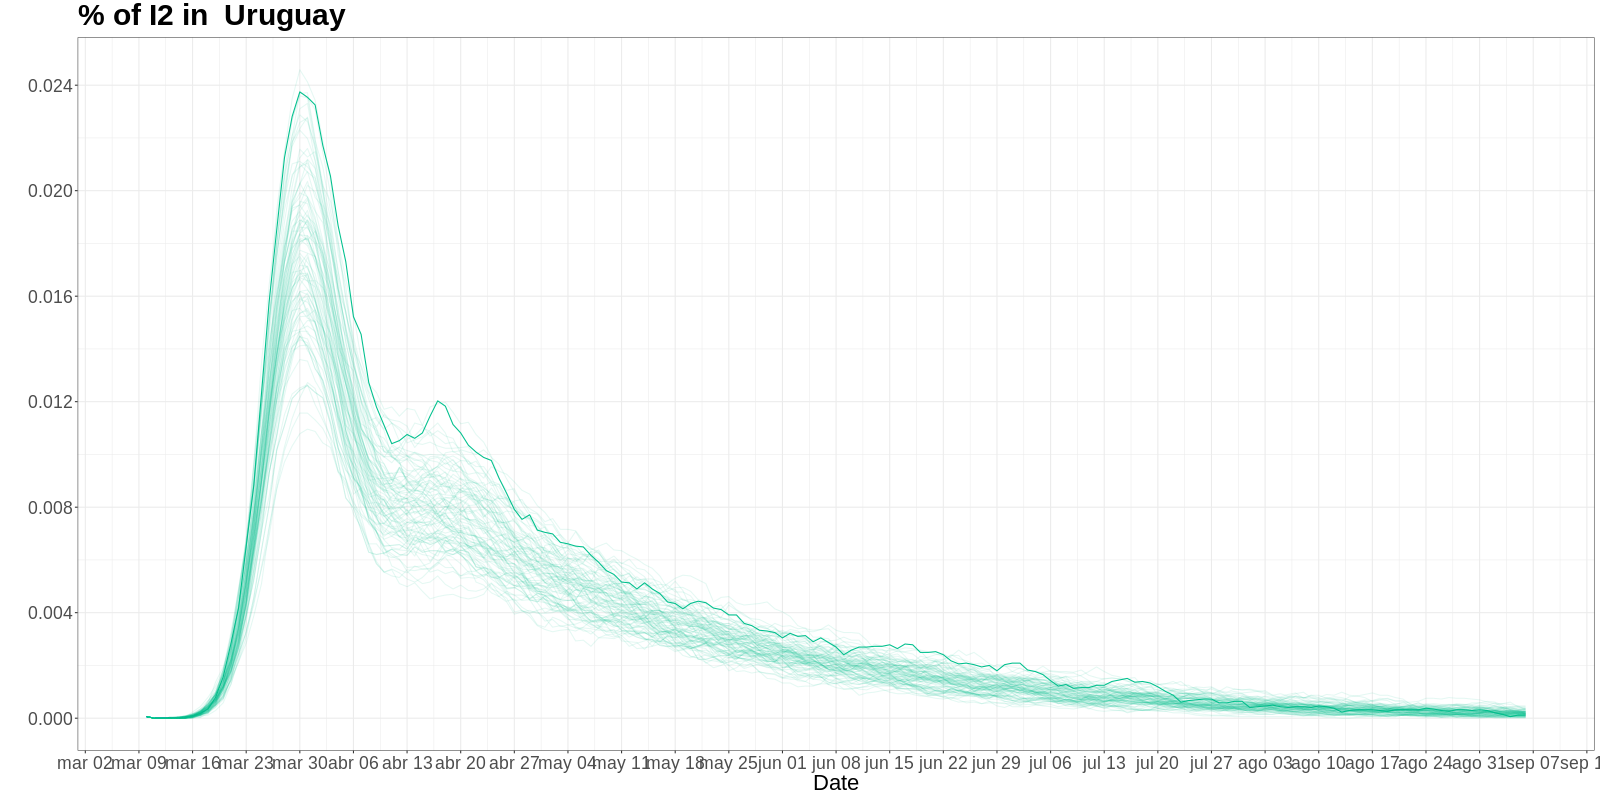 % of I2 in  Uruguay
0.024
0.020
0.016
0.012
0.008
0.004
0.000
mar 02 mar 09 mar 16 mar 23 mar 30 abr 06 abr 13 abr 20 abr 27 may 04 may 11 may 18 may 25 jun 01 jun 08 jun 15 jun 22 jun 29 jul 06 jul 13 jul 20 jul 27 ago 03 ago 10 ago 17 ago 24 ago 31 sep 07 sep 1
Date